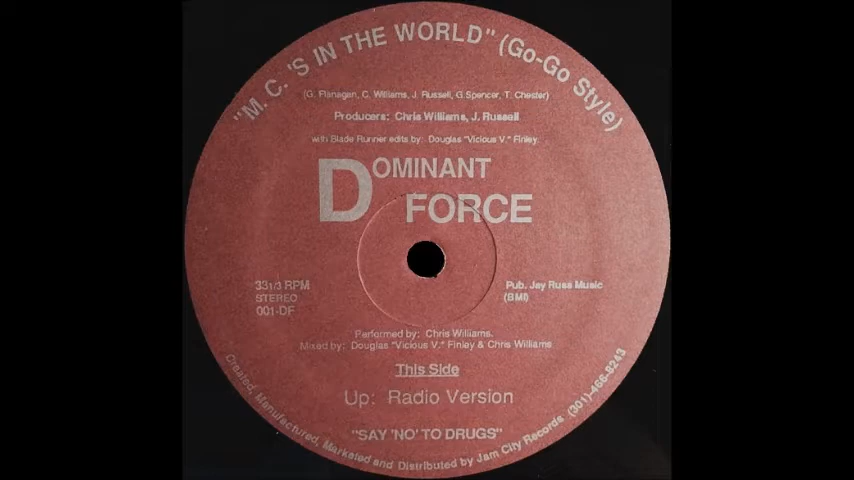 "M. C. 'S IN THE WORLD" (Go-Go Style)
(G. Flanagan, C. Williams, J. Russell, G. Spencer, T. Chester)
Producers: Chris Williams, J. Russell
with Blade Runner edits by: Douglas "Vicious V." Finley.
DOMINANT
FORCE
33 1/3 RPM
STEREO
001-DF
Pub. Jay Russ Music
(BMI)
Performed by: Chris Williams.
Mixed by: Douglas "Vicious V." Finley & Chris Williams
This Side
Up: Radio Version
"SAY 'NO' TO DRUGS"
Created, Manufactured, Marketed and Distributed by Jam City Records (301)-466-8243